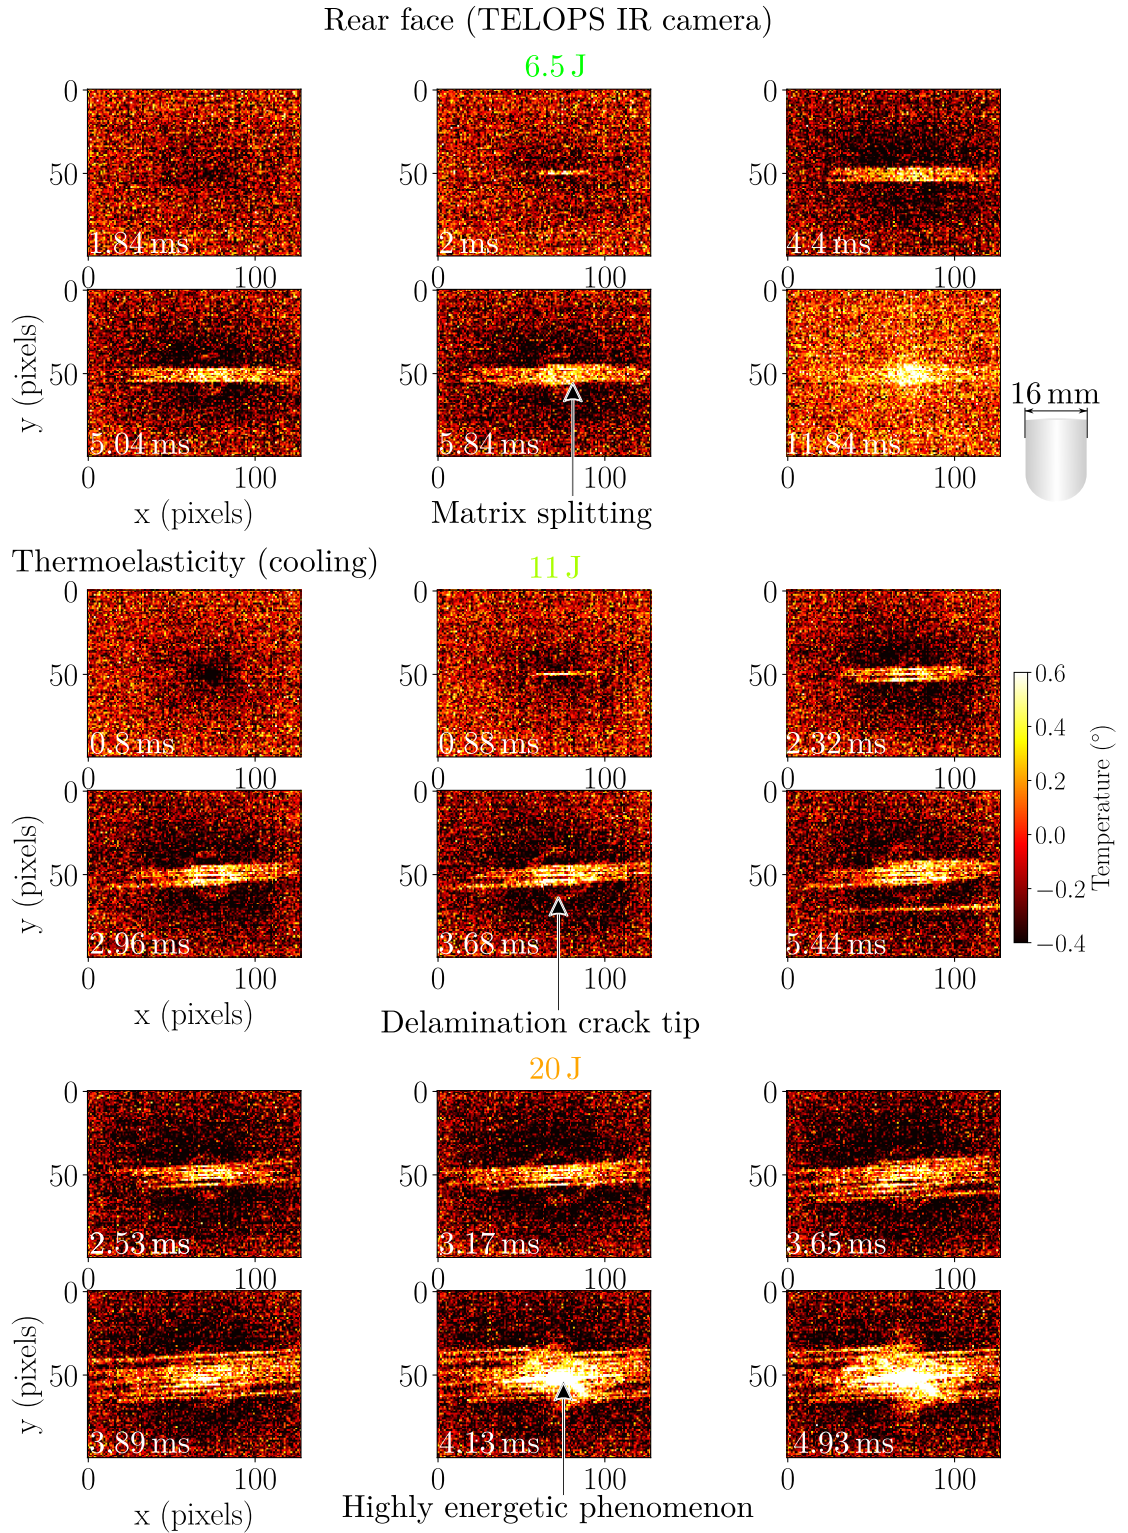 Rear face (TELOPS IR camera)
6.5 J
0
50
1.84 ms
0
100
0
50
2 ms
0
100
0
50
4.4 ms
0
100
y (pixels)
0
50
5.04 ms
0
100
x (pixels)
0
50
5.84 ms
0
100
Matrix splitting
0
50
11.84 ms
0
100
16 mm
Thermoelasticity (cooling)
11 J
0
50
0.8 ms
0
100
0
50
0.88 ms
0
100
0
50
2.32 ms
0
100
0.6
0.4
0.2
0.0
−0.2
−0.4
Temperature (°)
y (pixels)
0
50
2.96 ms
0
100
x (pixels)
0
50
3.68 ms
0
100
Delamination crack tip
0
50
5.44 ms
0
100
20 J
0
50
2.53 ms
0
100
0
50
3.17 ms
0
100
0
50
3.65 ms
0
100
y (pixels)
0
50
3.89 ms
0
100
x (pixels)
0
50
4.13 ms
0
100
Highly energetic phenomenon
0
50
4.93 ms
0
100